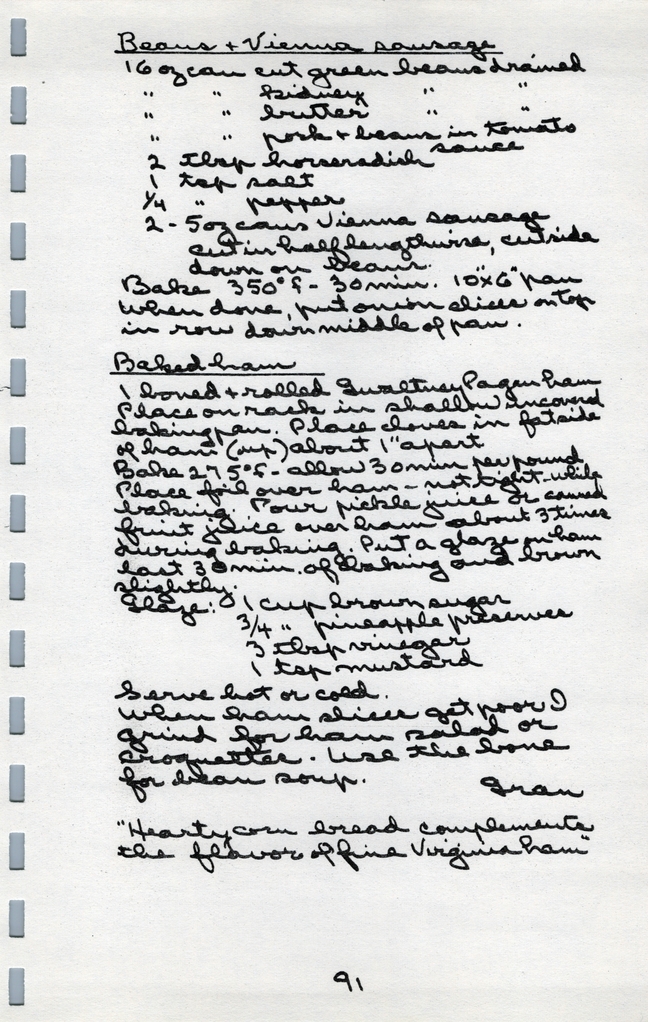 Beans + Vienna sausage
16 oz can cut green beans drained
" " kidney " "
" " butter " "
" " pork + beans in tomato
sauce
2 tbsp horseradish
1 tsp salt
1/4 " pepper
2 - 5 oz cans Vienna sausage
cut in half lengthwise, cut side
down on beans.
Bake 350°f - 30 min. 10"x6" pan
When done, put onion slices on top
in row down middle of pan.
Baked ham
1 boned + rolled Gwaltney Pagen ham
Place on rack in shallow uncovered
baking pan. Place cloves in fat side
of ham (up) about 1" apart
Bake 275°f - allow 30 min per pound
Place foil over ham - not tight - while
baking. Pour pickle juice or canned
fruit juice over ham about 3 times
during baking. Put a glaze on ham
last 30 min. of baking and brown
slightly.
Glaze: 1 cup brown sugar
3/4 " pineapple preserves
3 tbsp vinegar
1 tsp mustard
Serve hot or cold.
When ham slices get poor I
grind for ham salad or
croquettes. Use the bone
for bean soup.
Gran
"Hearty corn bread complements
the flavor of fine Virginia ham"
91